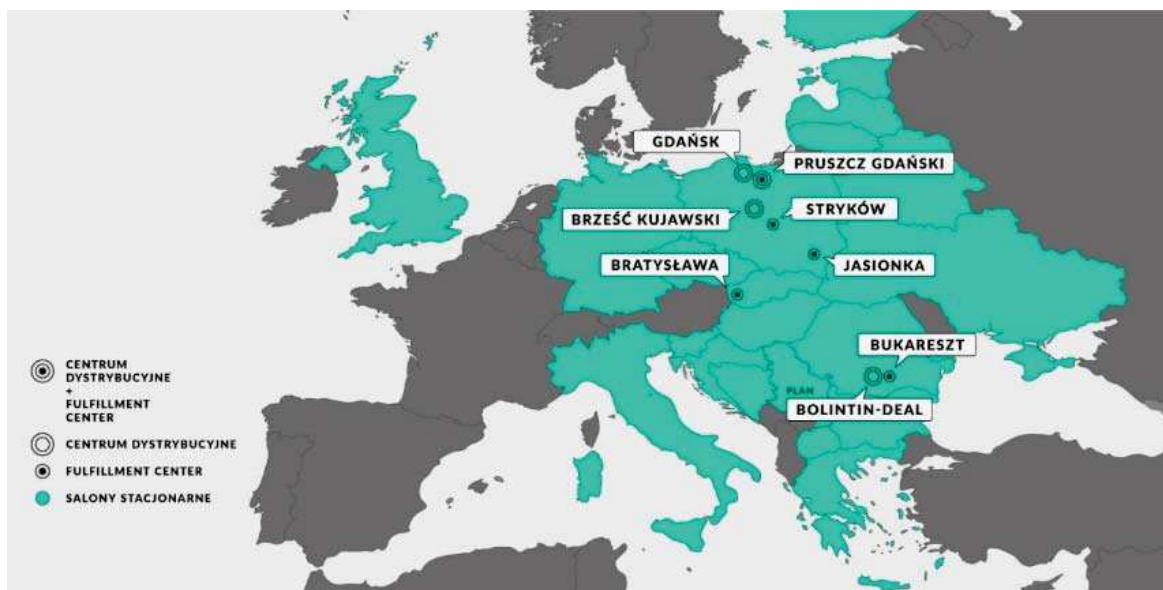 GDAŃSK
PRUSZCZ GDAŃSKI
BRZEŚĆ KUJAWSKI
STRYKÓW
BRATYSŁAWA
JASIONKA
BUKARESZT
PLAN
BOLINTIN-DEAL
CENTRUM
DYSTRYBUCYJNE
+
FULFILLMENT
CENTER
CENTRUM DYSTRYBUCYJNE
FULFILLMENT CENTER
SALONY STACJONARNE